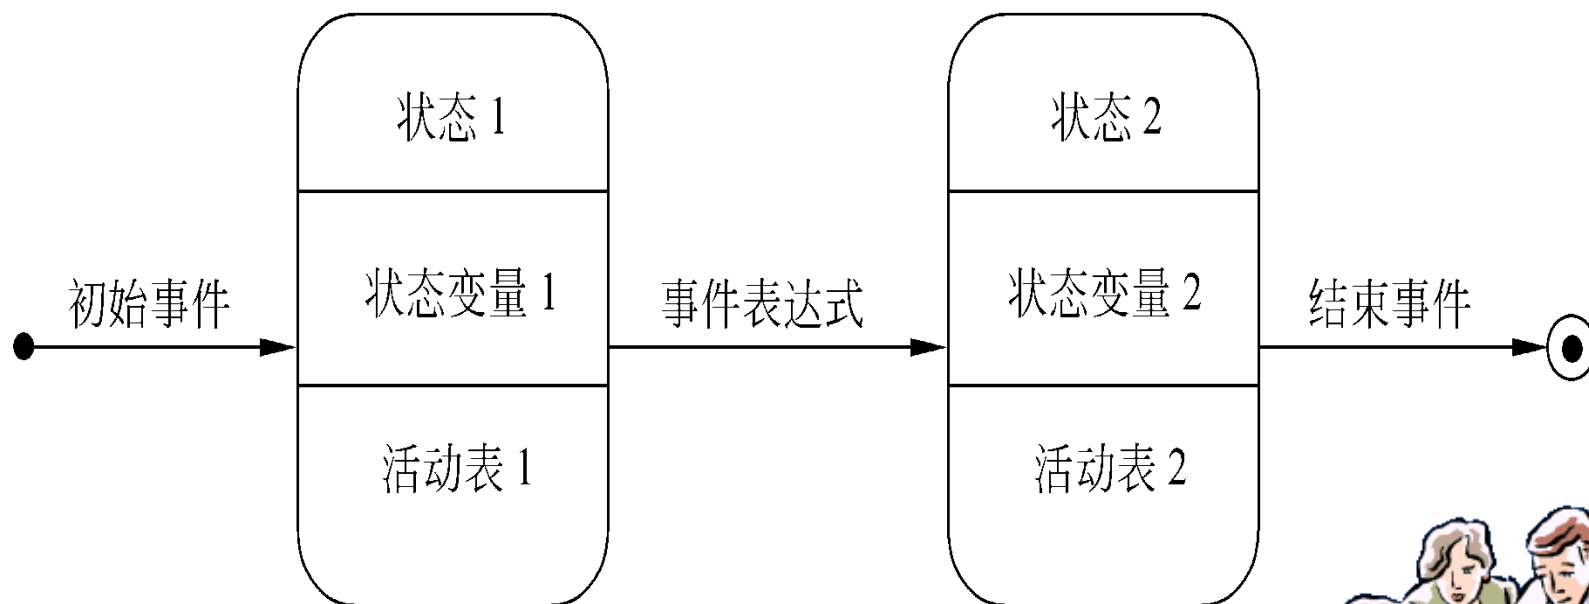 状态 1
状态 2
初始事件
状态变量 1
事件表达式
状态变量 2
结束事件
活动表 1
活动表 2